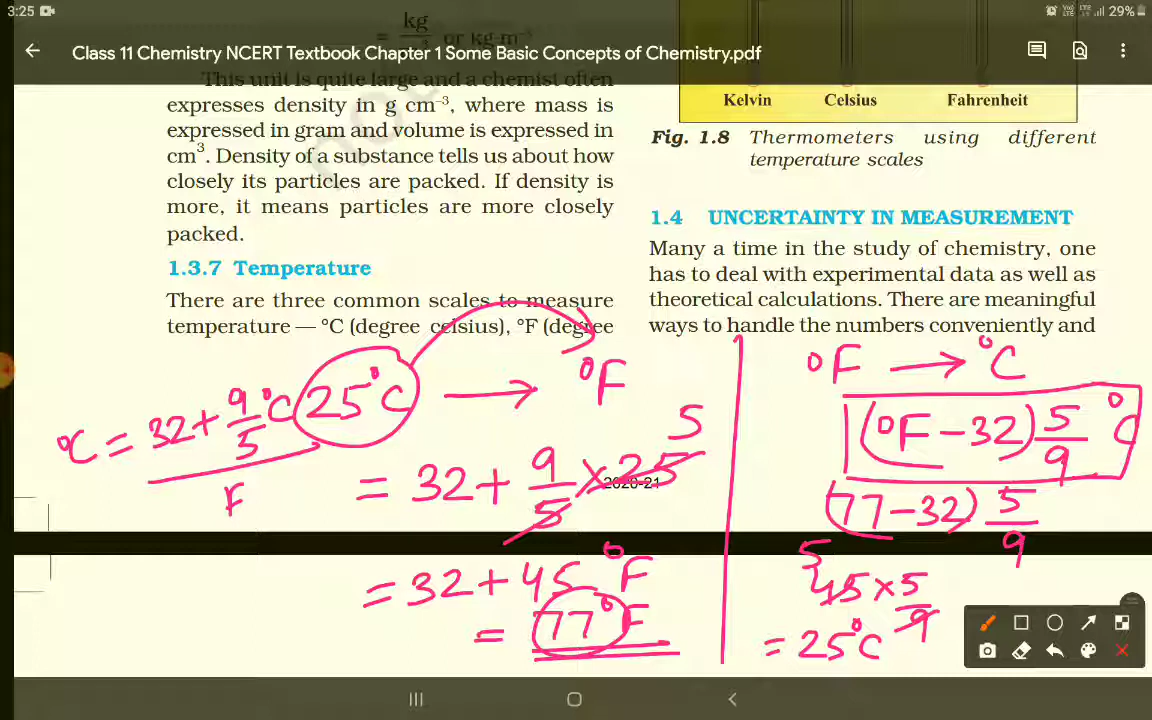 3:25
29%
Class 11 Chemistry NCERT Textbook Chapter 1 Some Basic Concepts of Chemistry.pdf
= kg or kg m⁻³
This unit is quite large and a chemist often
expresses density in g cm⁻³, where mass is
expressed in gram and volume is expressed in
cm³. Density of a substance tells us about how
closely its particles are packed. If density is
more, it means particles are more closely
packed.
1.3.7 Temperature
There are three common scales to measure
temperature — °C (degree celsius), °F (degree
Kelvin Celsius Fahrenheit
Fig. 1.8 Thermometers using different
temperature scales
1.4 UNCERTAINTY IN MEASUREMENT
Many a time in the study of chemistry, one
has to deal with experimental data as well as
theoretical calculations. There are meaningful
ways to handle the numbers conveniently and
°C = 32 + 9/5 °C
F
25°C → °F
5
= 32 + 9/5 × 25
2020-21
= 32 + 45 °F
= 77°F
°F → °C
(°F − 32) 5/9 °C
(77 − 32) 5/9
5
45 × 5/9
= 25°C